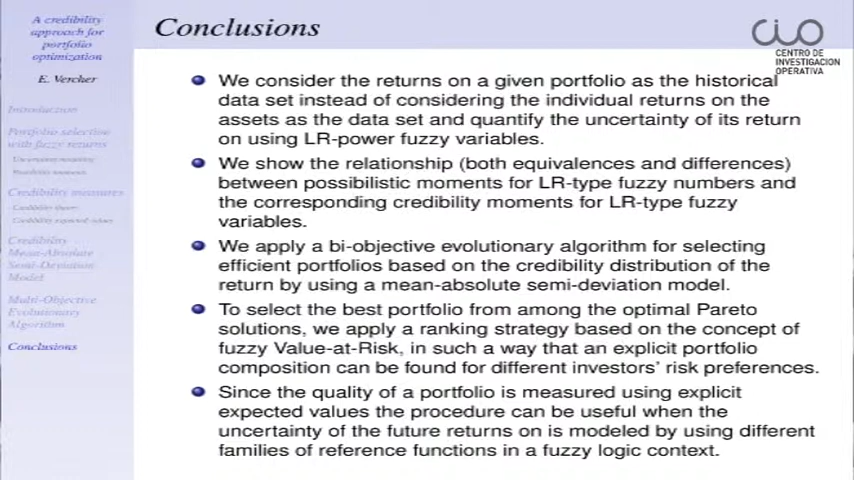 A credibility
approach for
portfolio
optimization
E. Vercher
Introduction
Portfolio selection
with fuzzy returns
Credibility measures
Credibility
Mean-Absolute
Semi-Deviation
Model
Multi-Objective
Evolutionary
Algorithm
Conclusions
Conclusions
CIO
CENTRO DE
INVESTIGACION
OPERATIVA
We consider the returns on a given portfolio as the historical
data set instead of considering the individual returns on the
assets as the data set and quantify the uncertainty of its return
on using LR-power fuzzy variables.
We show the relationship (both equivalences and differences)
between possibilistic moments for LR-type fuzzy numbers and
the corresponding credibility moments for LR-type fuzzy
variables.
We apply a bi-objective evolutionary algorithm for selecting
efficient portfolios based on the credibility distribution of the
return by using a mean-absolute semi-deviation model.
To select the best portfolio from among the optimal Pareto
solutions, we apply a ranking strategy based on the concept of
fuzzy Value-at-Risk, in such a way that an explicit portfolio
composition can be found for different investors' risk preferences.
Since the quality of a portfolio is measured using explicit
expected values the procedure can be useful when the
uncertainty of the future returns on is modeled by using different
families of reference functions in a fuzzy logic context.